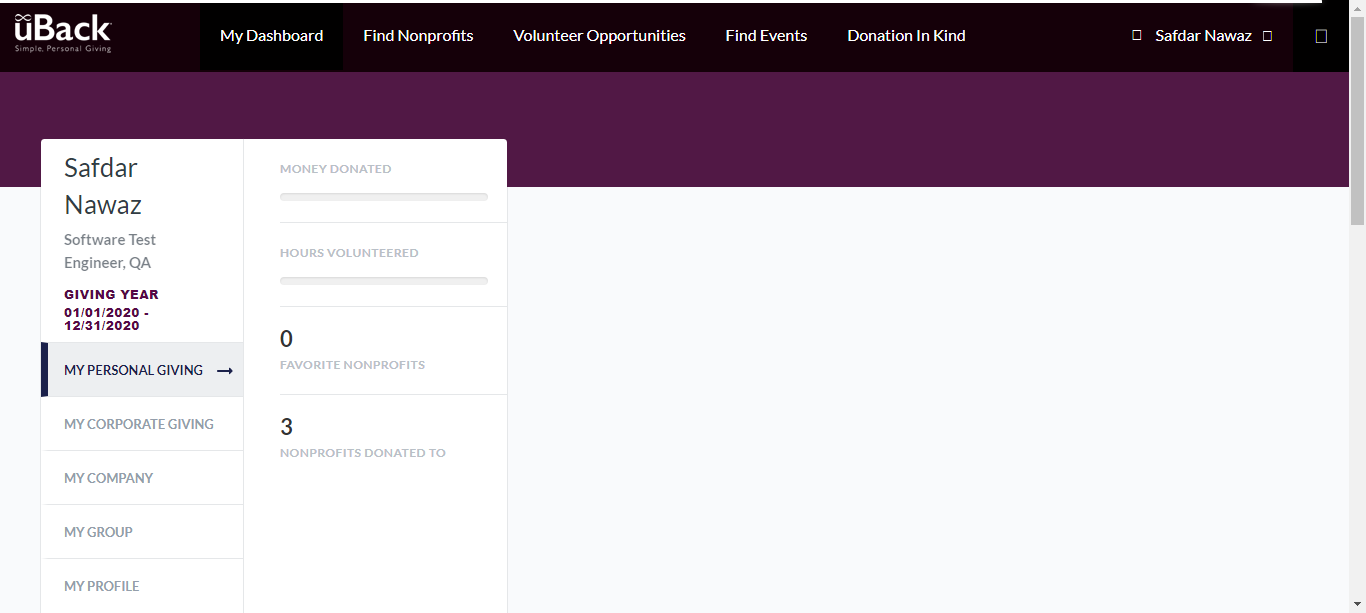 üBack
Simple, Personal Giving
My Dashboard
Find Nonprofits
Volunteer Opportunities
Find Events
Donation In Kind
Safdar Nawaz
Safdar
Nawaz
Software Test
Engineer, QA
GIVING YEAR
01/01/2020 -
12/31/2020
MY PERSONAL GIVING
MY CORPORATE GIVING
MY COMPANY
MY GROUP
MY PROFILE
MONEY DONATED
HOURS VOLUNTEERED
0
FAVORITE NONPROFITS
3
NONPROFITS DONATED TO